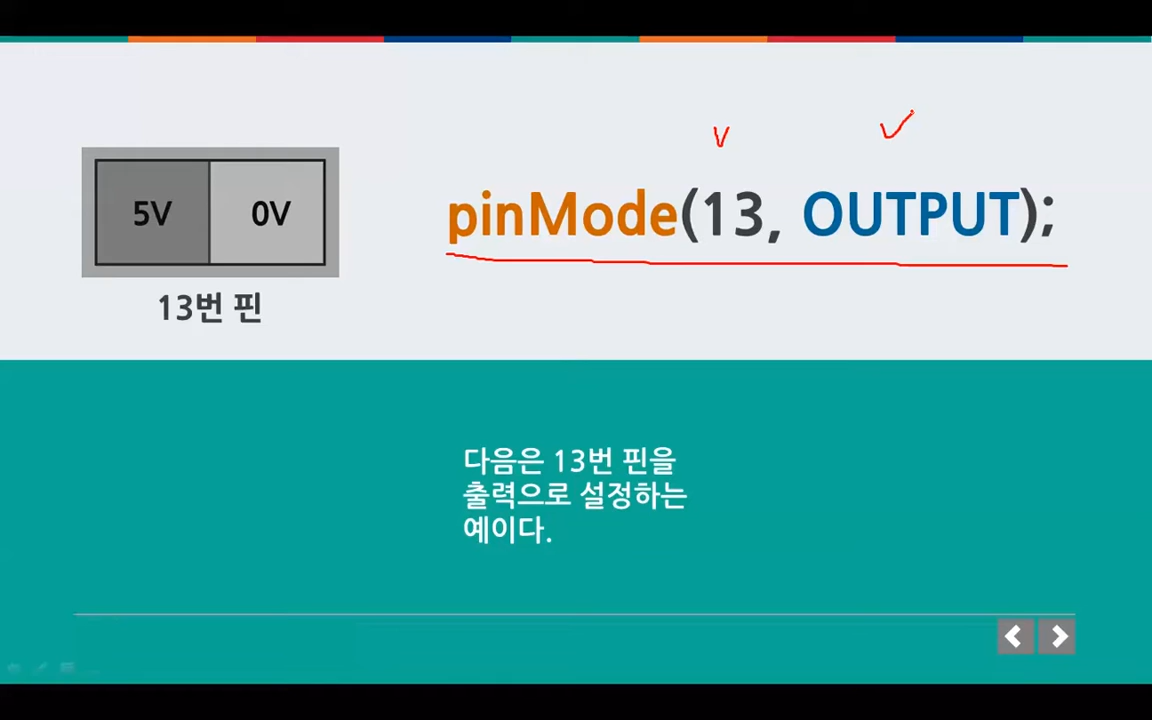 5V 0V
13번 핀
pinMode(13, OUTPUT);
다음은 13번 핀을
출력으로 설정하는
예이다.